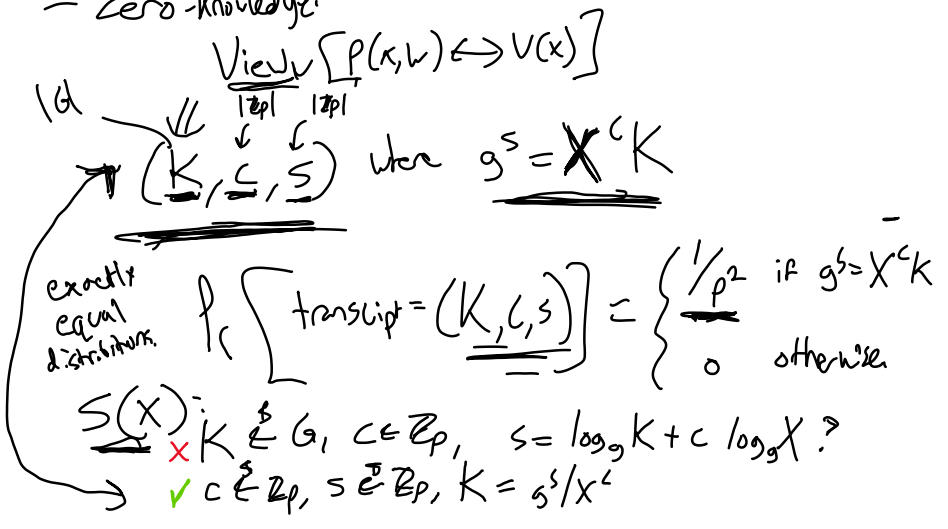 — Zero-knowledge:
View_V [P(x,w) ⟷ V(x)]
|G| |Zp| |Zp|
(K, c, s) where g^s = X^c K
exactly equal distributions.
Pr [transcript = (K, c, s)] = { 1/p² if g^s = X^c K
0 otherwise
S(X):
× K ←$ G, c ← Zp, s = log_g K + c log_g X ?
✓ c ←$ Zp, s ←$ Zp, K = g^s/X^c